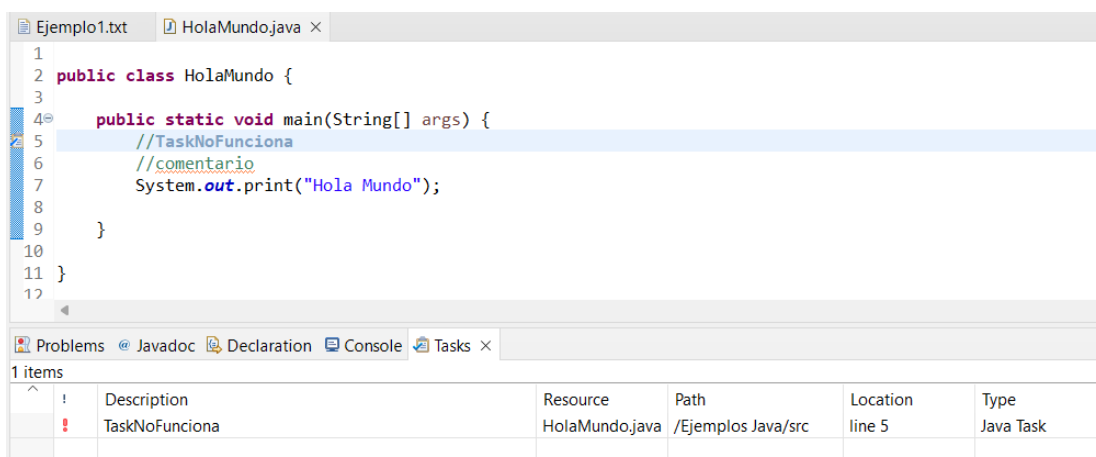 Ejemplo1.txt HolaMundo.java
1
2 public class HolaMundo {
3
4 public static void main(String[] args) {
5 //TaskNoFunciona
6 //comentario
7 System.out.print("Hola Mundo");
8
9 }
10
11 }
12
Problems @ Javadoc Declaration Console Tasks
1 items
! Description Resource Path Location Type
! TaskNoFunciona HolaMundo.java /Ejemplos Java/src line 5 Java Task